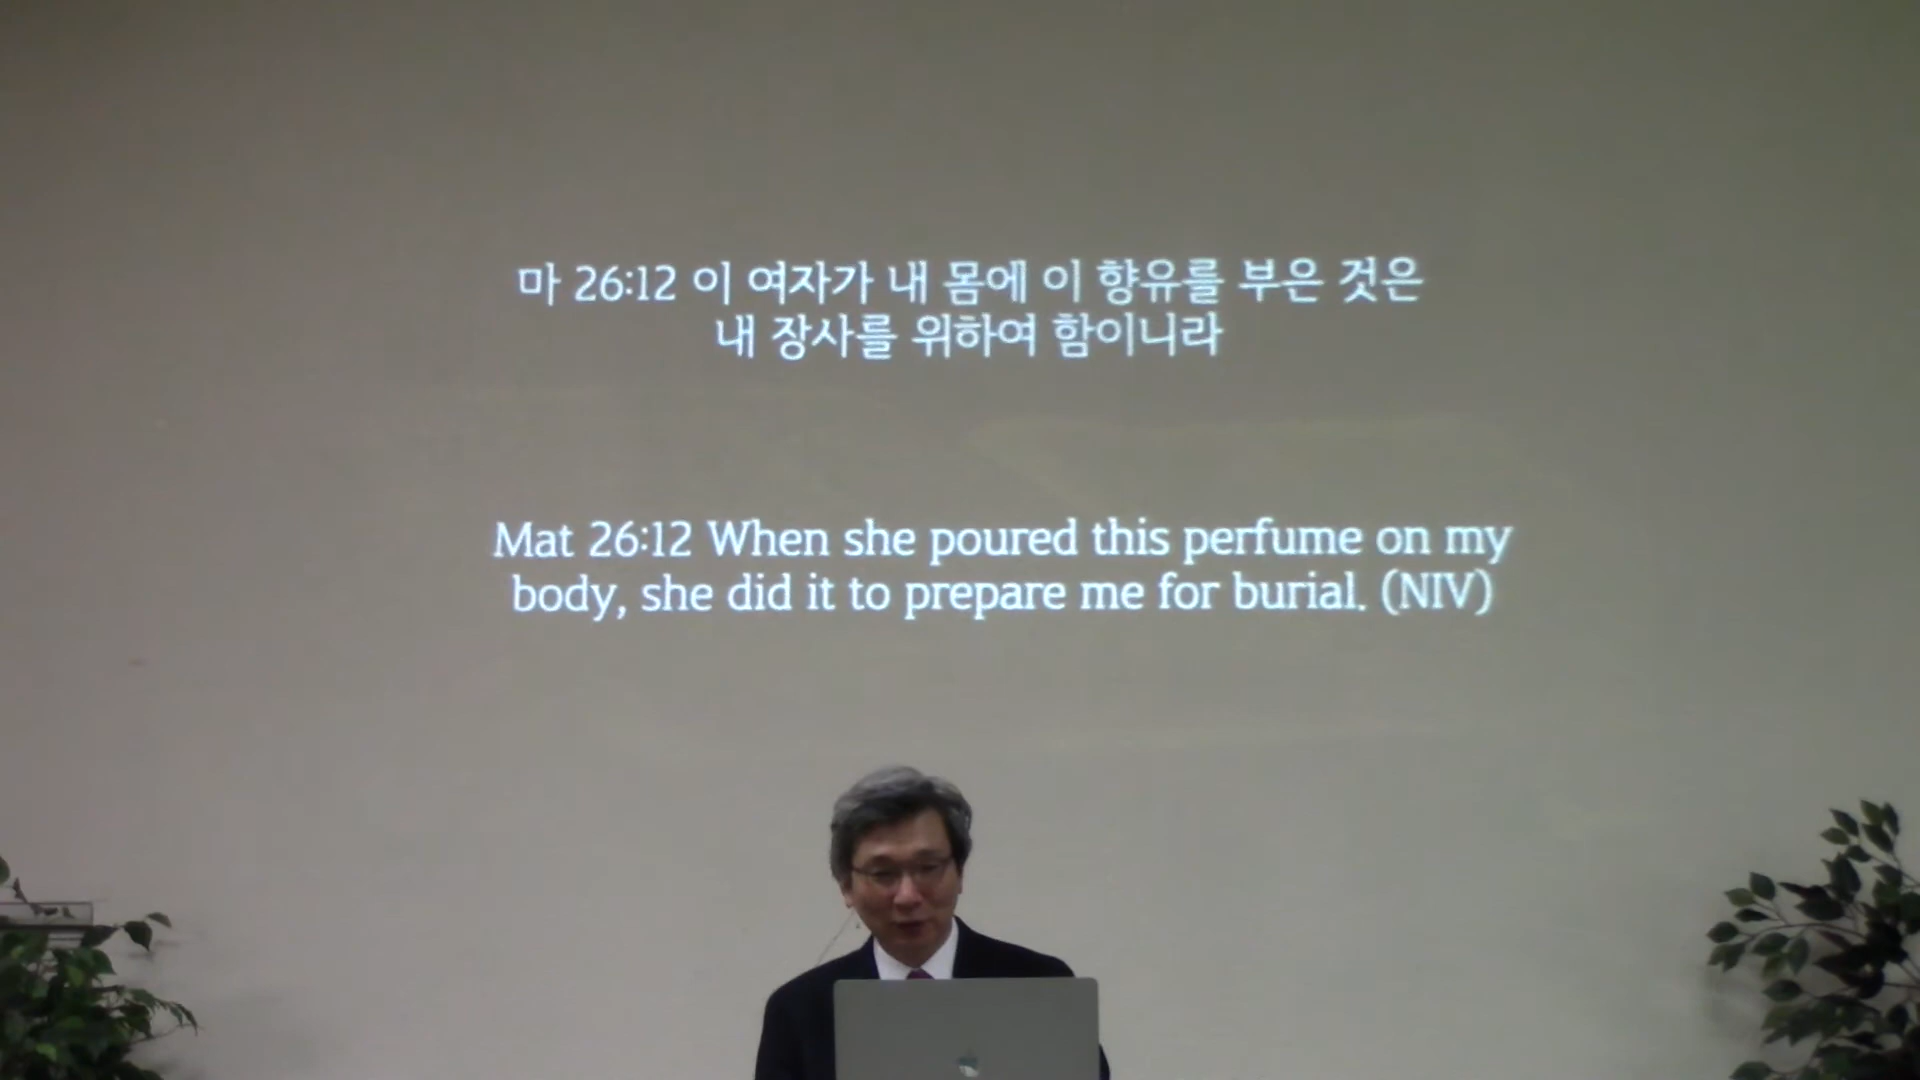 마 26:12 이 여자가 내 몸에 이 향유를 부은 것은
내 장사를 위하여 함이니라
Mat 26:12 When she poured this perfume on my
body, she did it to prepare me for burial. (NIV)